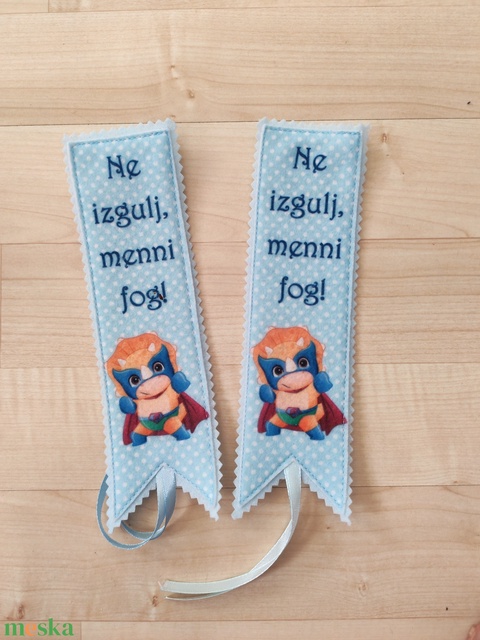 Ne
izgulj,
menni
fog!
Ne
izgulj,
menni
fog!
meska